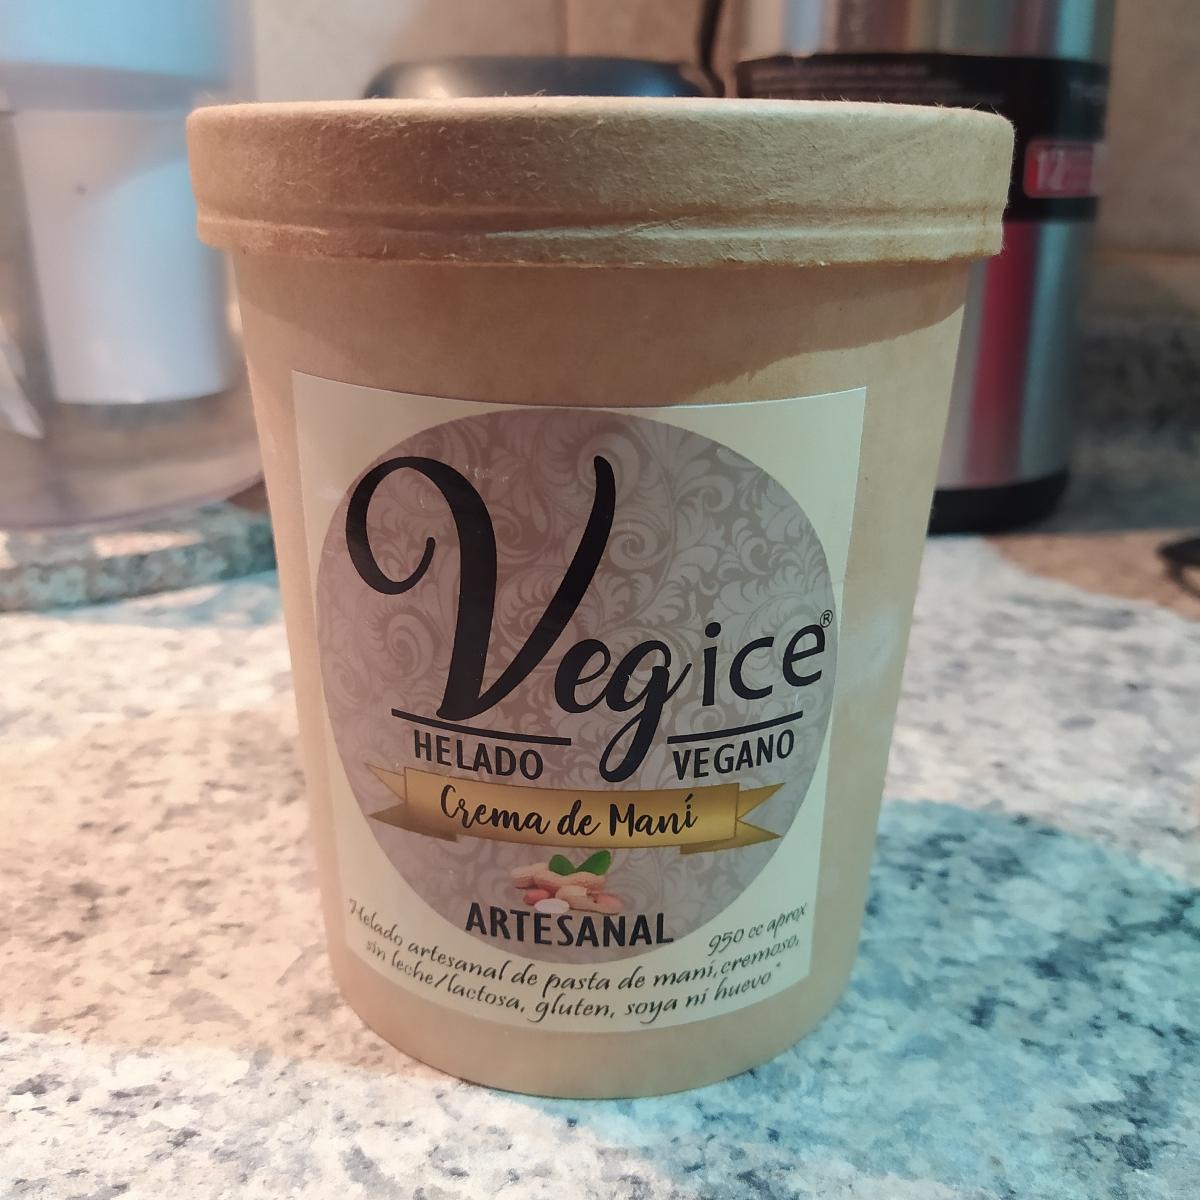 Vegice®
HELADO VEGANO
Crema de Maní
ARTESANAL
950 cc aprox.
Helado artesanal de pasta de maní, cremoso,
sin leche/lactosa, gluten, soya ni huevo*
12